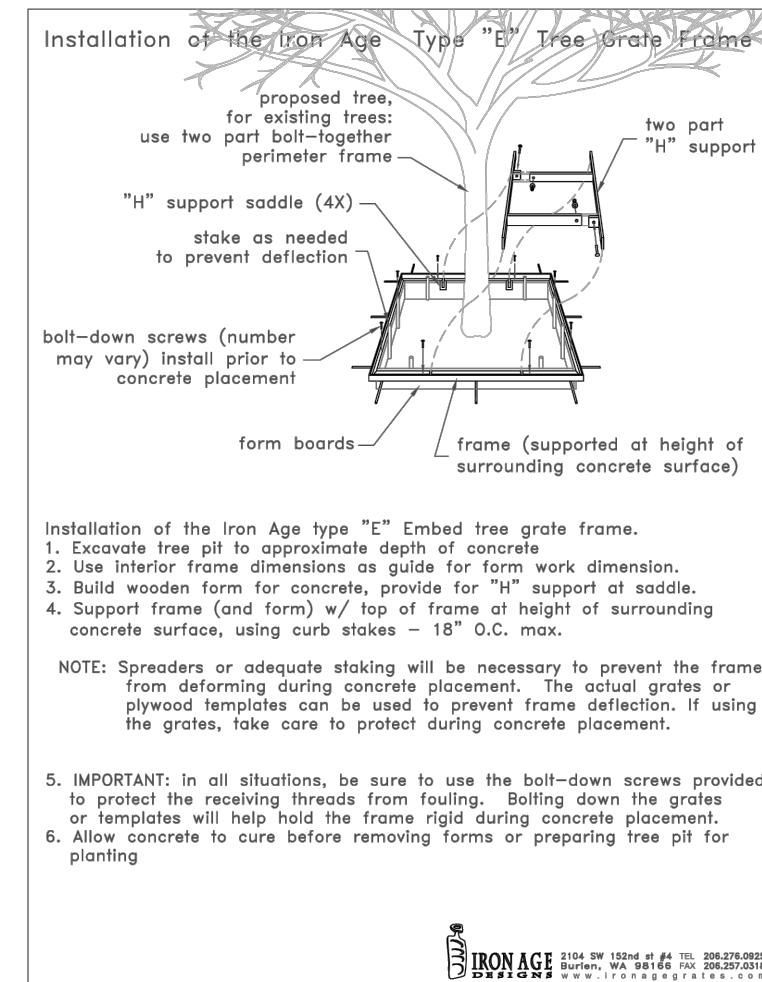 Installation of the Iron Age Type "E" Tree Grate Frame
proposed tree,
for existing trees:
use two part bolt-together
perimeter frame
two part
"H" support
"H" support saddle (4X)
stake as needed
to prevent deflection
bolt-down screws (number
may vary) install prior to
concrete placement
form boards
frame (supported at height of
surrounding concrete surface)
Installation of the Iron Age type "E" Embed tree grate frame.
1. Excavate tree pit to approximate depth of concrete
2. Use interior frame dimensions as guide for form work dimension.
3. Build wooden form for concrete, provide for "H" support at saddle.
4. Support frame (and form) w/ top of frame at height of surrounding
concrete surface, using curb stakes - 18" O.C. max.
NOTE: Spreaders or adequate staking will be necessary to prevent the frame
from deforming during concrete placement. The actual grates or
plywood templates can be used to prevent frame deflection. If using
the grates, take care to protect during concrete placement.
5. IMPORTANT: in all situations, be sure to use the bolt-down screws provided
to protect the receiving threads from fouling. Bolting down the grates
or templates will help hold the frame rigid during concrete placement.
6. Allow concrete to cure before removing forms or preparing tree pit for
planting
IRON AGE
DESIGNS
2104 SW 152nd st #4 TEL 206.276.0925
Burien, WA 98166 FAX 206.257.0318
www.ironagegrates.com